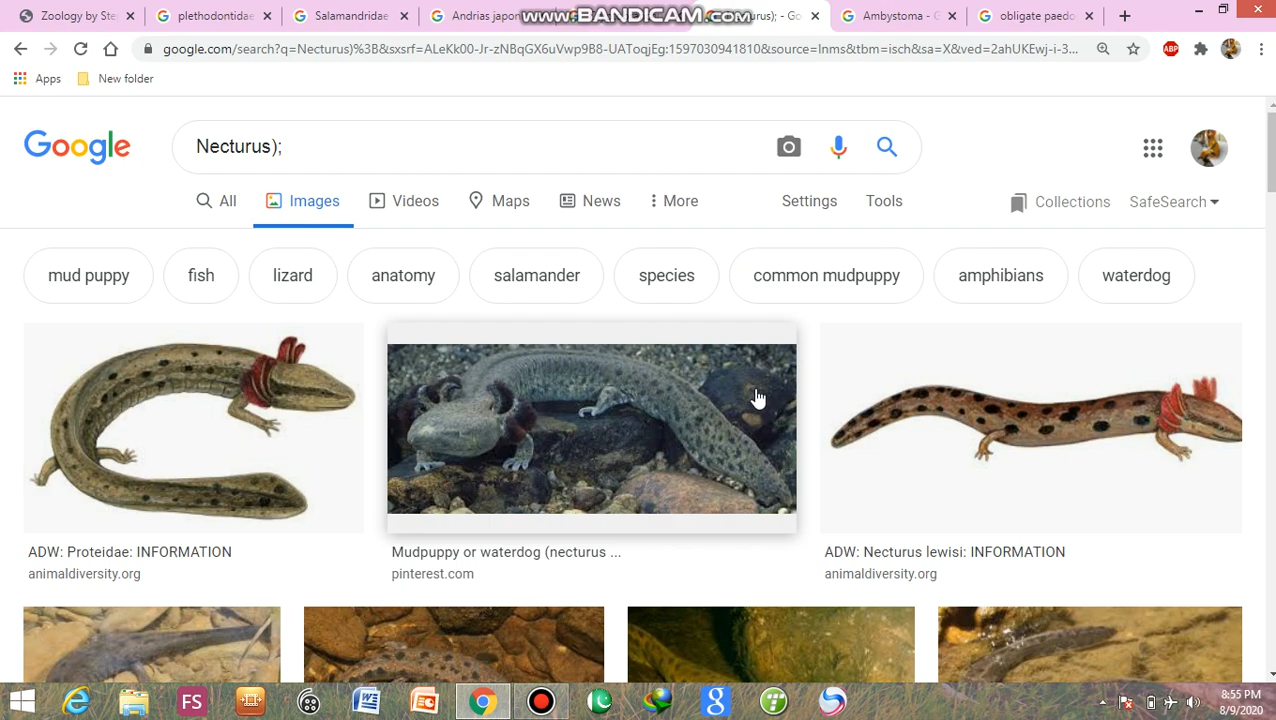 Zoology by Ste
plethodontidae)
Salamandridae
Andrias japon
www.BANDICAM.com
urus); - Go
Ambystoma - G
obligate paedo
google.com/search?q=Necturus)%3B&sxsrf=ALeKk00-Jr-zNBqGX6uVwp9B8-UAToqjEg:1597030941810&source=lnms&tbm=isch&sa=X&ved=2ahUKEwj-i-3...
ABP
Apps
New folder
Google
Necturus);
All
Images
Videos
Maps
News
More
Settings
Tools
Collections
SafeSearch
mud puppy
fish
lizard
anatomy
salamander
species
common mudpuppy
amphibians
waterdog
ADW: Proteidae: INFORMATION
animaldiversity.org
Mudpuppy or waterdog (necturus ...
pinterest.com
ADW: Necturus lewisi: INFORMATION
animaldiversity.org
FS
8:55 PM
8/9/2020